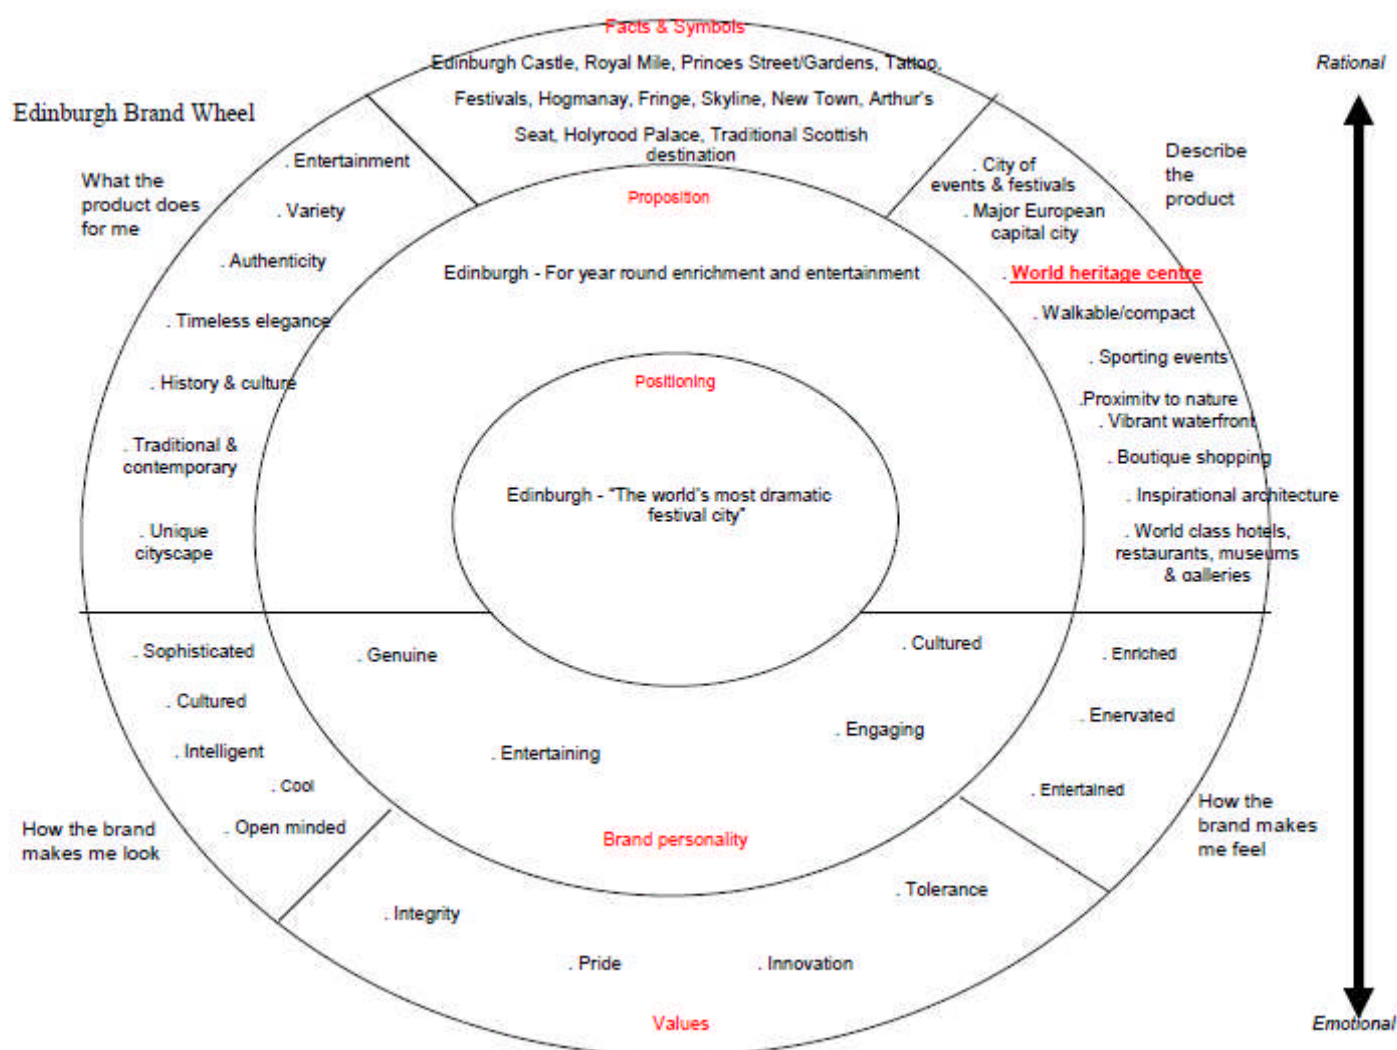 Facts & Symbols
Edinburgh Castle, Royal Mile, Princes Street/Gardens, Tattoo,
Festivals, Hogmanay, Fringe, Skyline, New Town, Arthur's
Seat, Holyrood Palace, Traditional Scottish
destination
Rational
Edinburgh Brand Wheel
What the
product does
for me
. Entertainment
. Variety
. Authenticity
. Timeless elegance
. History & culture
. Traditional &
contemporary
. Unique
cityscape
Proposition
Edinburgh - For year round enrichment and entertainment
Positioning
Edinburgh - "The world's most dramatic
festival city"
Describe
the
product
. City of
events & festivals
. Major European
capital city
. World heritage centre
. Walkable/compact
. Sporting events
.Proximity to nature
. Vibrant waterfront
. Boutique shopping
. Inspirational architecture
. World class hotels,
restaurants, museums
& galleries
. Sophisticated
. Cultured
. Intelligent
. Cool
. Open minded
How the brand
makes me look
. Genuine
. Cultured
. Engaging
. Entertaining
Brand personality
. Enriched
. Enervated
. Entertained
How the
brand makes
me feel
. Integrity
. Tolerance
. Pride
. Innovation
Values
Emotional